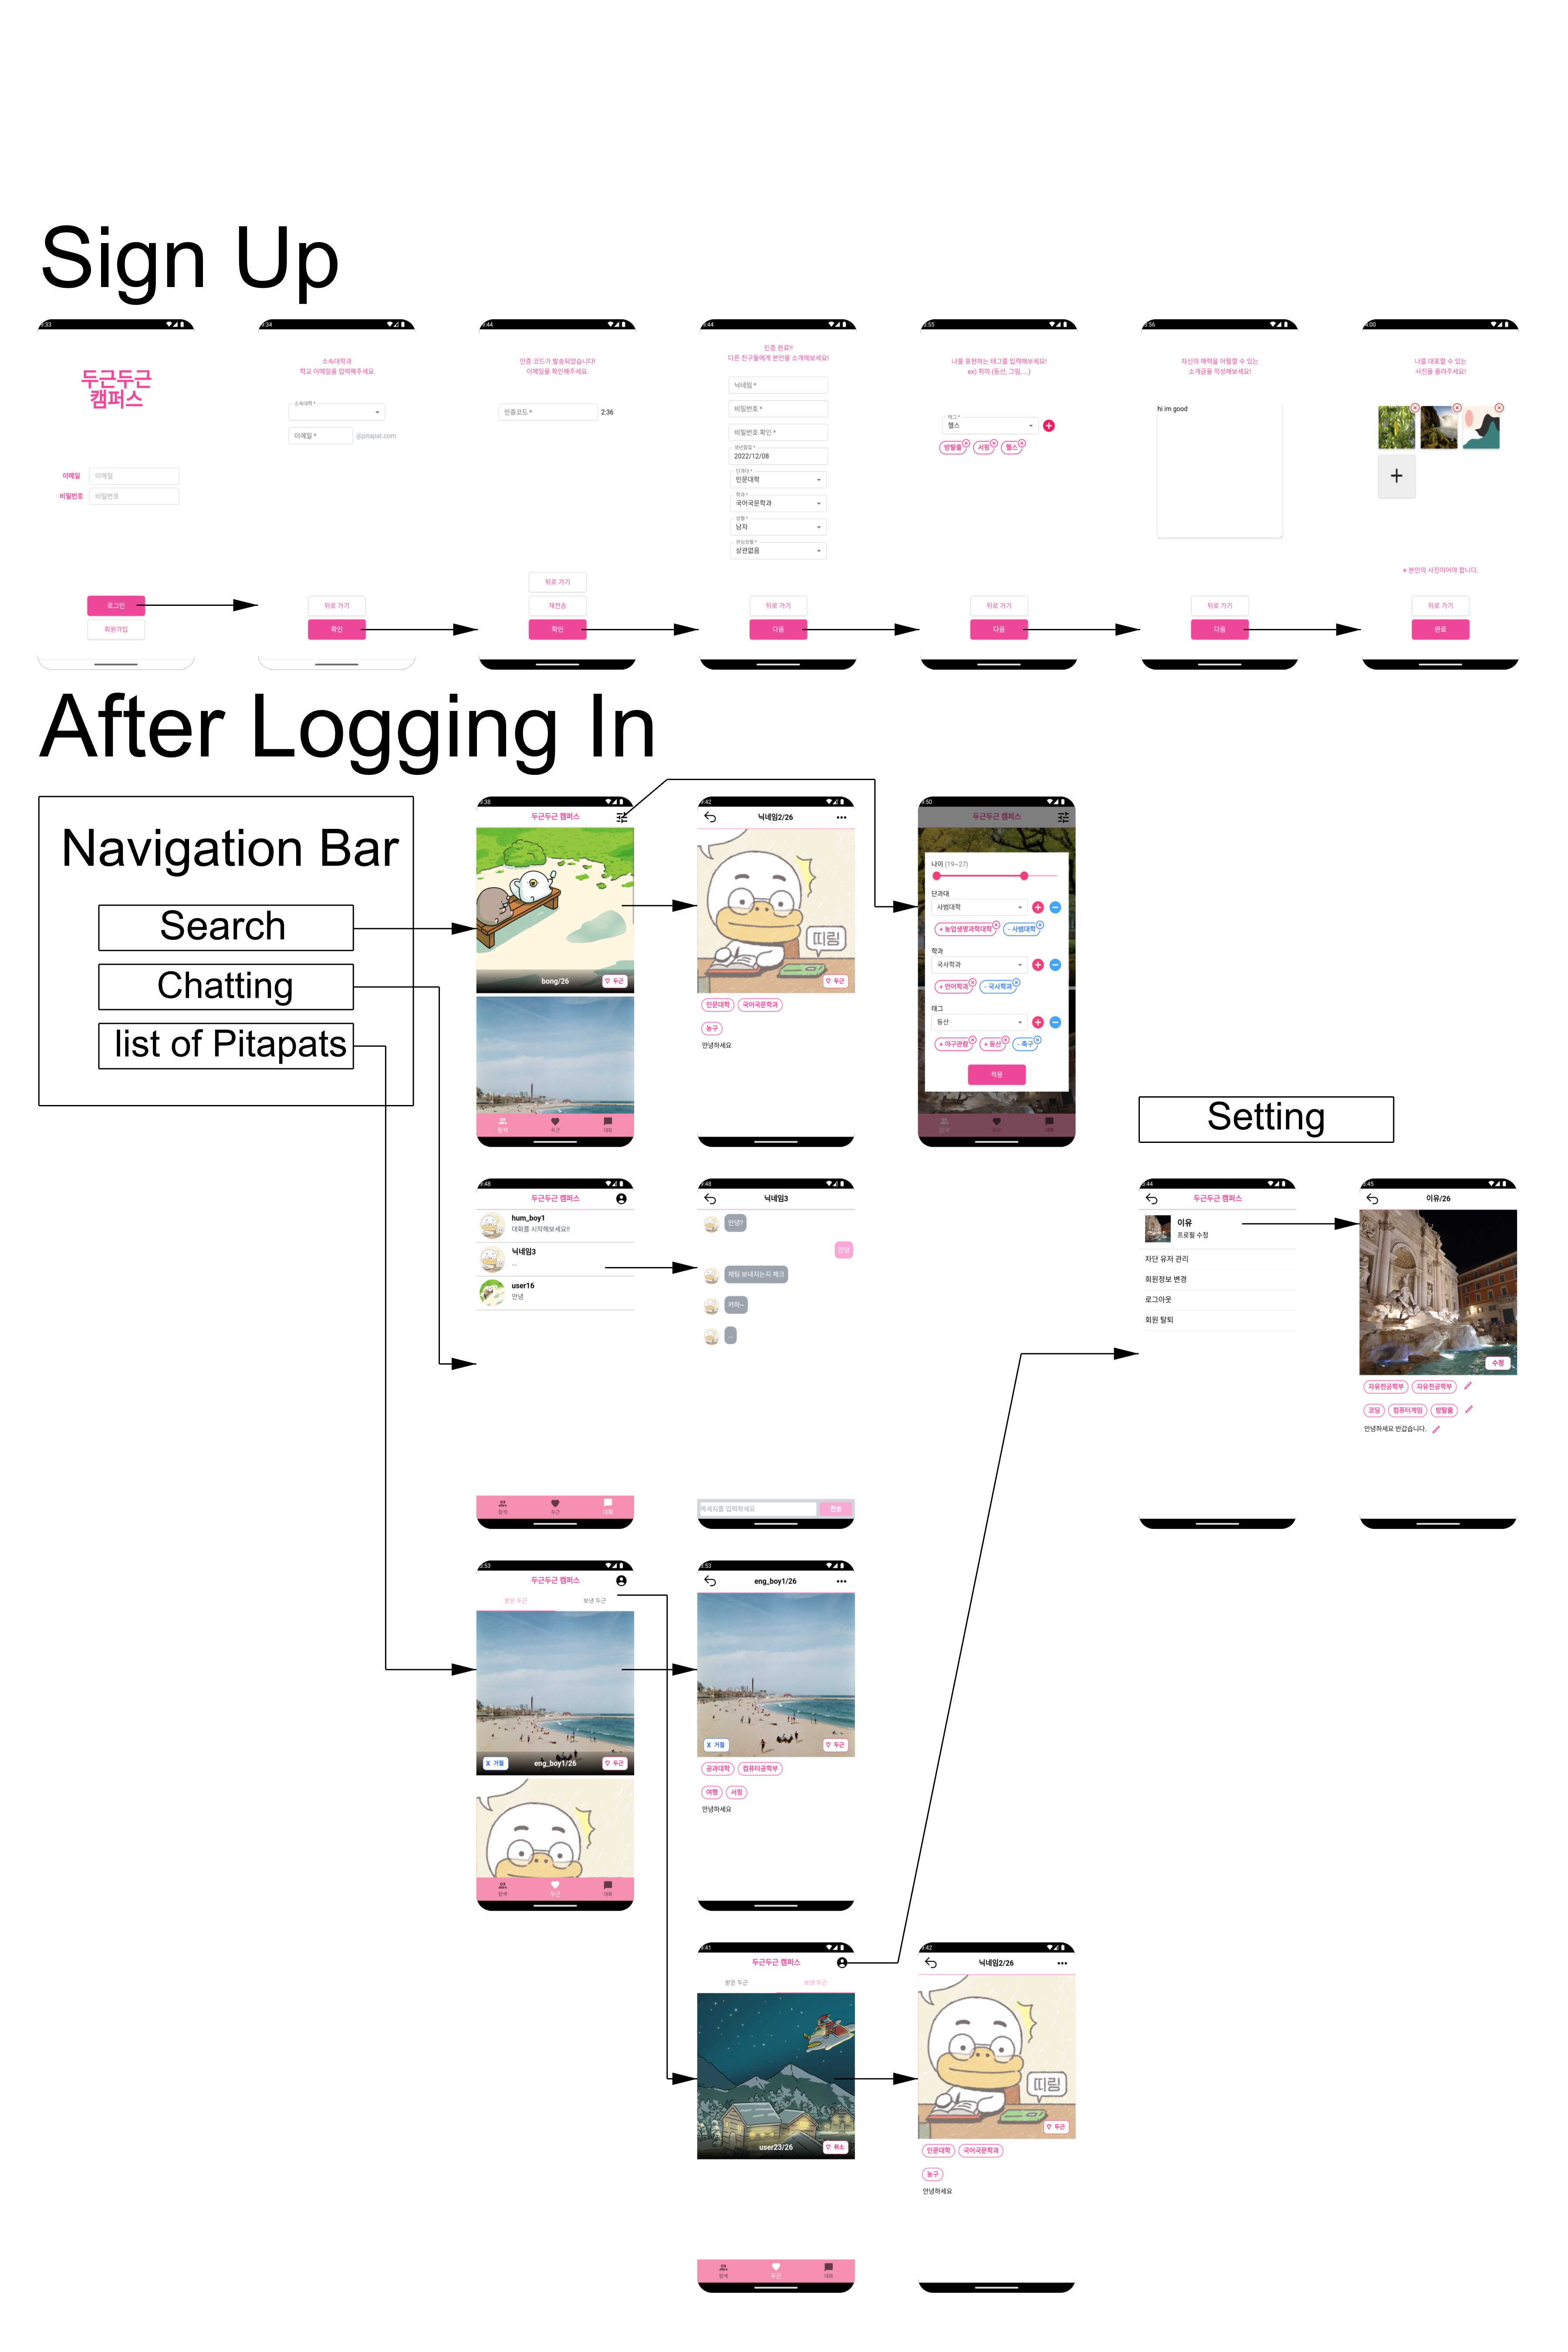 Sign Up
두근두근
캠퍼스
이메일
이메일
비밀번호
비밀번호
로그인
회원가입
소속대학과
학교 이메일을 입력해주세요
소속대학 *
이메일 *
@pitapat.com
뒤로 가기
확인
인증 코드가 발송되었습니다!
이메일을 확인해주세요.
인증코드 *
2:36
뒤로 가기
재전송
확인
인증 완료!!
다른 친구들에게 본인을 소개해보세요!
닉네임 *
비밀번호 *
비밀번호 확인 *
생년월일 *
2022/12/08
단과대 *
인문대학
학과 *
국어국문학과
성별 *
남자
관심성별 *
상관없음
뒤로 가기
다음
나를 표현하는 태그를 입력해보세요!
ex) 취미 (등산, 그림, ...)
태그 *
헬스
방탈출
서핑
헬스
뒤로 가기
다음
자신의 매력을 어필할 수 있는
소개글을 작성해보세요!
hi im good
뒤로 가기
다음
나를 대표할 수 있는
사진을 올려주세요!
* 본인의 사진이어야 합니다.
뒤로 가기
완료
After Logging In
Navigation Bar
Search
Chatting
list of Pitapats
두근두근 캠퍼스
bong/26
두근
탐색
두근
대화
닉네임2/26
띠링
두근
인문대학
국어국문학과
농구
안녕하세요
두근두근 캠퍼스
나이 (19~27)
단과대
사범대학
+ 농업생명과학대학
- 사범대학
학과
국사학과
+ 언어학과
- 국사학과
태그
등산
+ 야구관람
+ 등산
- 축구
적용
탐색
두근
대화
Setting
두근두근 캠퍼스
hum_boy1
대화를 시작해보세요!!
닉네임3
...
user16
안녕
탐색
두근
대화
닉네임3
안녕?
안녕
채팅 보내지는지 체크
캬하~
...
메세지를 입력하세요
전송
두근두근 캠퍼스
이유
프로필 수정
차단 유저 관리
회원정보 변경
로그아웃
회원 탈퇴
이유/26
수정
자유전공학부
자유전공학부
코딩
컴퓨터게임
방탈출
안녕하세요 반갑습니다.
두근두근 캠퍼스
받은 두근
보낸 두근
X 거절
eng_boy1/26
두근
탐색
두근
대화
eng_boy1/26
X 거절
두근
공과대학
컴퓨터공학부
여행
서핑
안녕하세요
두근두근 캠퍼스
받은 두근
보낸 두근
user23/26
취소
탐색
두근
대화
닉네임2/26
띠링
두근
인문대학
국어국문학과
농구
안녕하세요